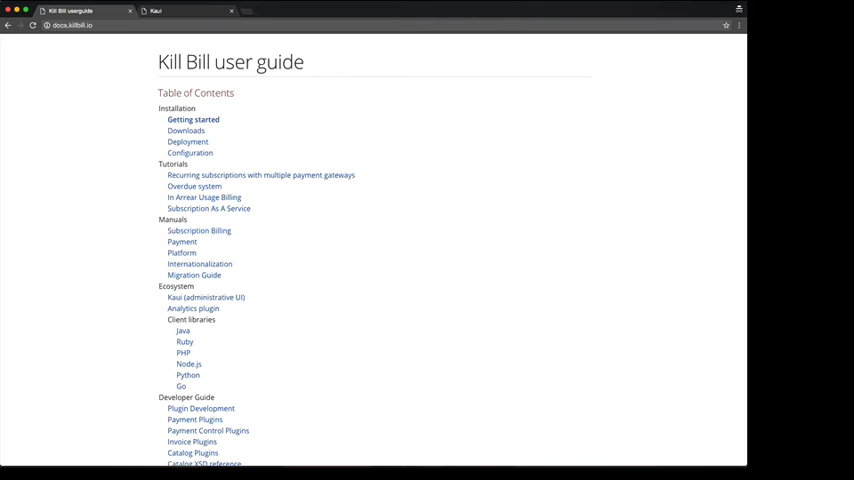 Kill Bill userguide
Kaui
docs.killbill.io
Kill Bill user guide
Table of Contents
Installation
Getting started
Downloads
Deployment
Configuration
Tutorials
Recurring subscriptions with multiple payment gateways
Overdue system
In Arrear Usage Billing
Subscription As A Service
Manuals
Subscription Billing
Payment
Platform
Internationalization
Migration Guide
Ecosystem
Kaui (administrative UI)
Analytics plugin
Client libraries
Java
Ruby
PHP
Node.js
Python
Go
Developer Guide
Plugin Development
Payment Plugins
Payment Control Plugins
Invoice Plugins
Catalog Plugins
Catalog XSD reference